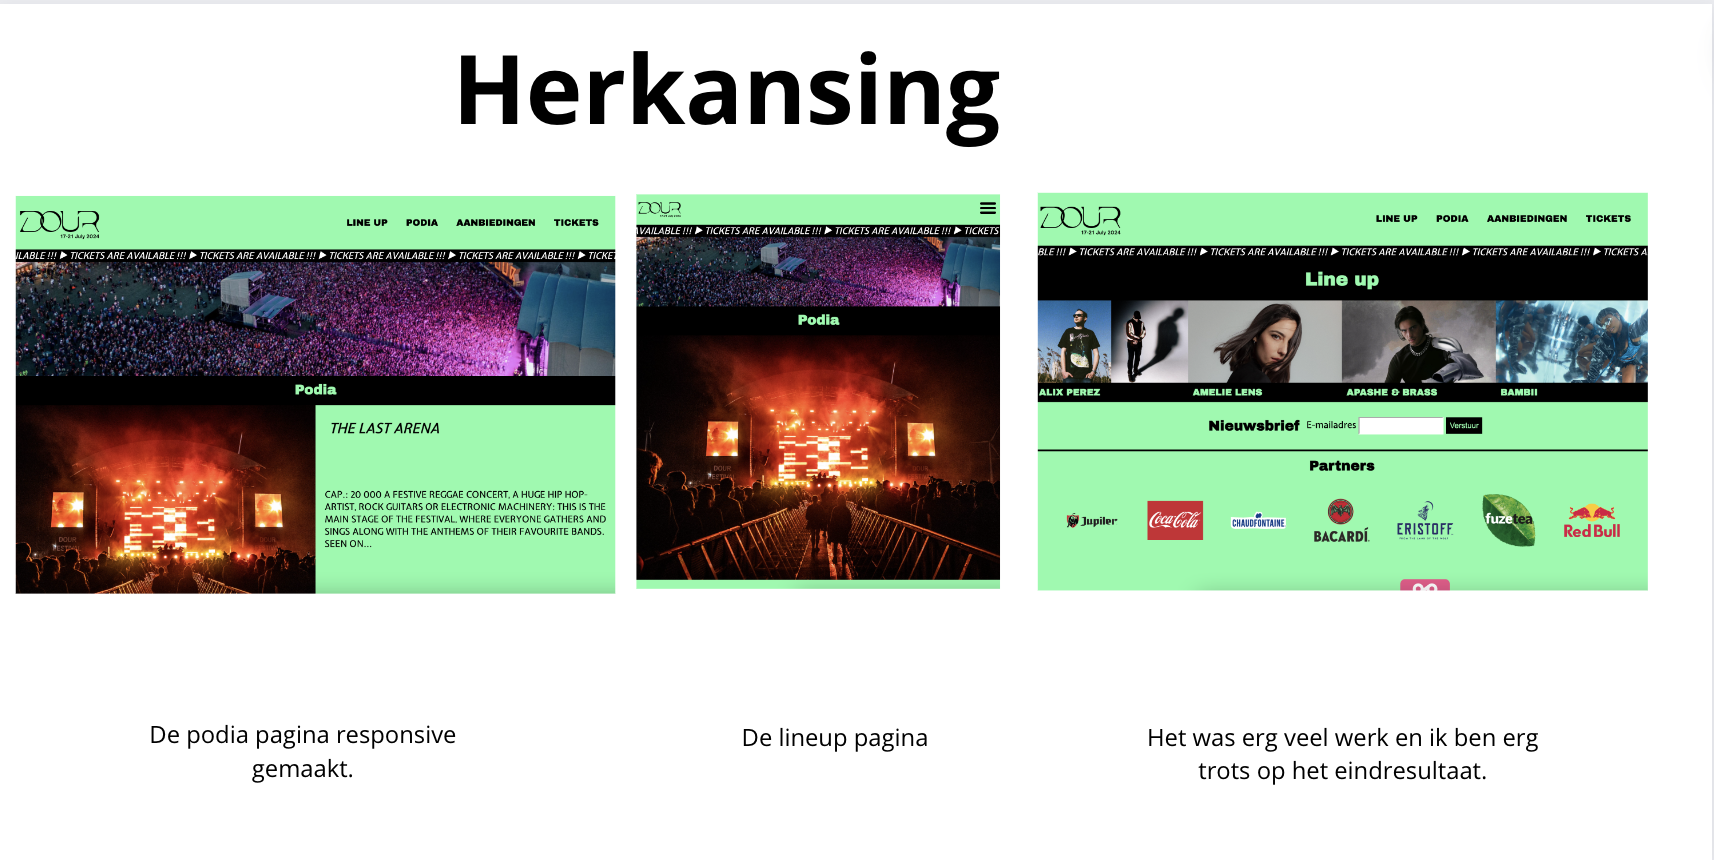 Herkansing
DOUR
17-21 July 2024
LINE UP PODIA AANBIEDINGEN TICKETS
ILABLE !!! ▶ TICKETS ARE AVAILABLE !!! ▶ TICKETS ARE AVAILABLE !!! ▶ TICKETS ARE AVAILABLE !!! ▶ TICKETS ARE AVAILABLE !!! ▶ TICKET
Podia
THE LAST ARENA
CAP.: 20 000 A FESTIVE REGGAE CONCERT, A HUGE HIP HOP-
ARTIST, ROCK GUITARS OR ELECTRONIC MACHINERY: THIS IS THE
MAIN STAGE OF THE FESTIVAL, WHERE EVERYONE GATHERS AND
SINGS ALONG WITH THE ANTHEMS OF THEIR FAVOURITE BANDS.
SEEN ON...
DOUR
AVAILABLE !!! ▶ TICKETS ARE AVAILABLE !!! ▶ TICKETS ARE AVAILABLE !!! ▶ TICKETS
Podia
DOUR
17-21 July 2024
LINE UP PODIA AANBIEDINGEN TICKETS
BLE !!! ▶ TICKETS ARE AVAILABLE !!! ▶ TICKETS ARE AVAILABLE !!! ▶ TICKETS ARE AVAILABLE !!! ▶ TICKETS ARE AVAILABLE !!! ▶ TICKETS A
Line up
ALIX PEREZ AMELIE LENS APASHE & BRASS BAMBII
Nieuwsbrief E-mailadres Verstuur
Partners
Jupiler Coca-Cola CHAUDFONTAINE BACARDÍ ERISTOFF fuzetea Red Bull
De podia pagina responsive
gemaakt.
De lineup pagina
Het was erg veel werk en ik ben erg
trots op het eindresultaat.